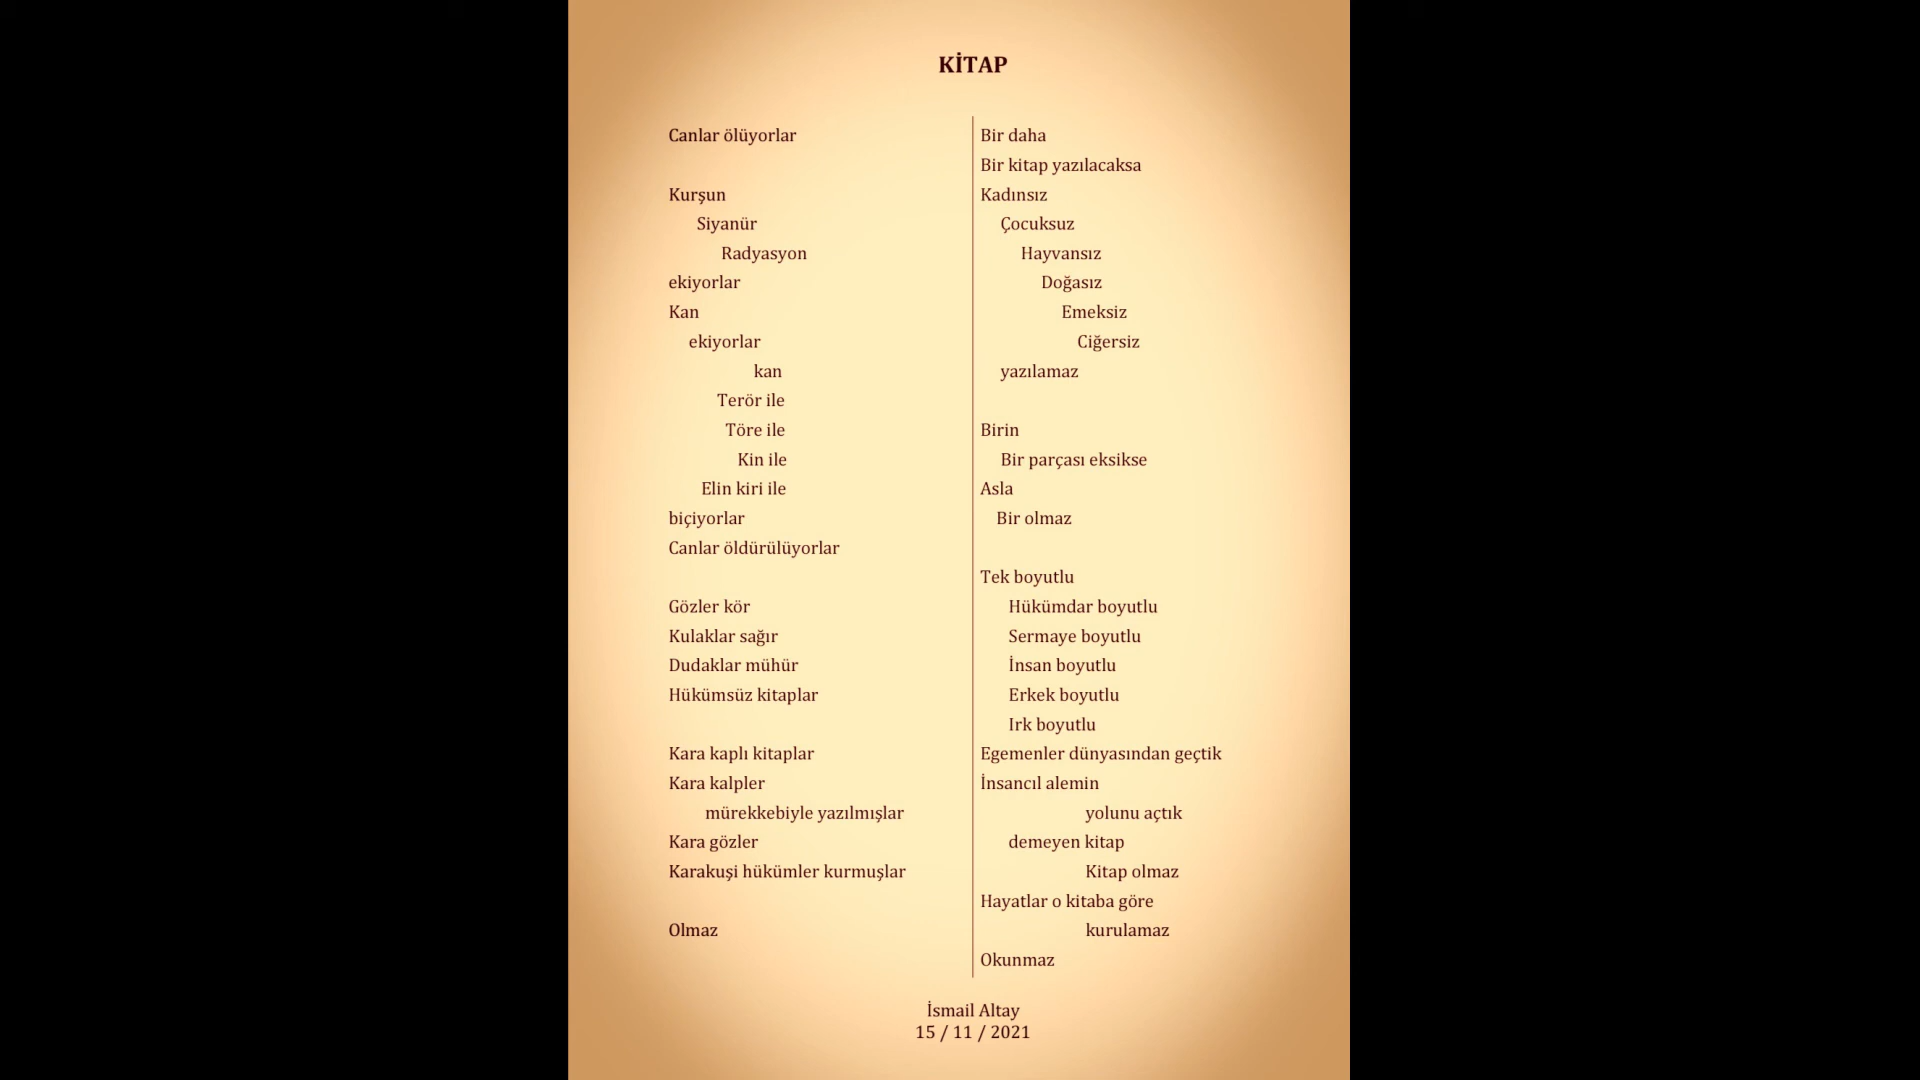 KİTAP
Canlar ölüyorlar
Kurşun
Siyanür
Radyasyon
ekiyorlar
Kan
ekiyorlar
kan
Terör ile
Töre ile
Kin ile
Elin kiri ile
biçiyorlar
Canlar öldürülüyorlar
Gözler kör
Kulaklar sağır
Dudaklar mühür
Hükümsüz kitaplar
Kara kaplı kitaplar
Kara kalpler
mürekkebiyle yazılmışlar
Kara gözler
Karakuşi hükümler kurmuşlar
Olmaz
Bir daha
Bir kitap yazılacaksa
Kadınsız
Çocuksuz
Hayvansız
Doğasız
Emeksiz
Ciğersiz
yazılamaz
Birin
Bir parçası eksikse
Asla
Bir olmaz
Tek boyutlu
Hükümdar boyutlu
Sermaye boyutlu
İnsan boyutlu
Erkek boyutlu
Irk boyutlu
Egemenler dünyasından geçtik
İnsancıl alemin
yolunu açtık
demeyen kitap
Kitap olmaz
Hayatlar o kitaba göre
kurulamaz
Okunmaz
İsmail Altay
15 / 11 / 2021